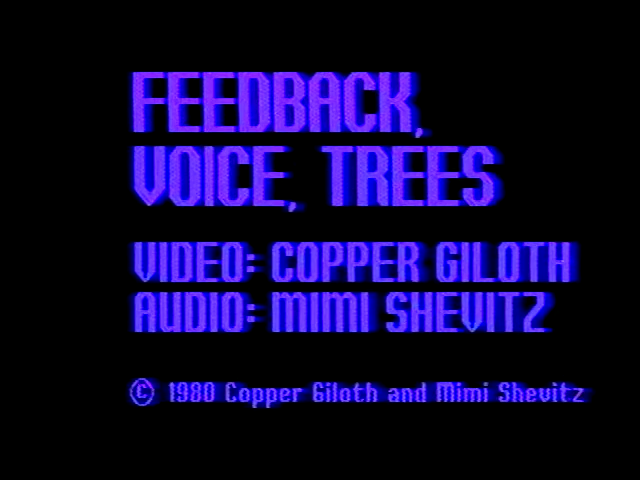 FEEDBACK,
VOICE, TREES
VIDEO: COPPER GILOTH
AUDIO: MIMI SHEVITZ
© 1980 Copper Giloth and Mimi Shevitz